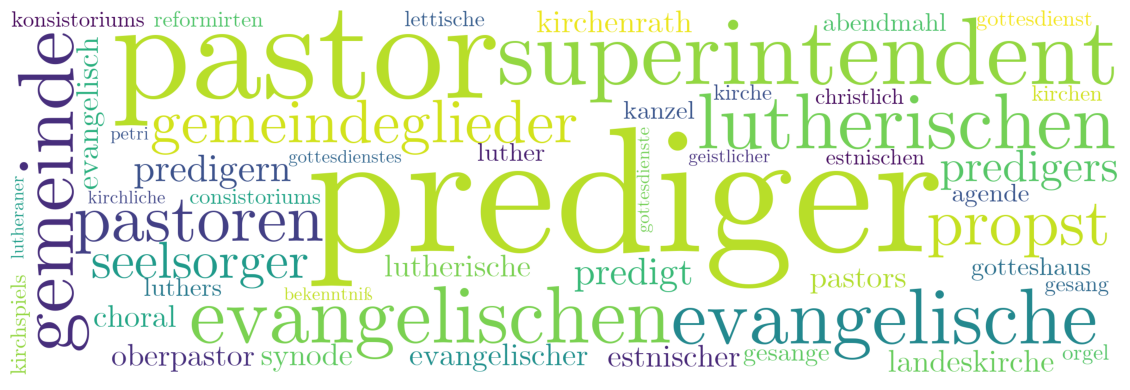 konsistoriums reformirten lettische kirchenrath abendmahl gottesdienst
pastor superintendent
gemeinde evangelisch
kanzel kirche christlich kirchen
petri gemeindeglieder lutherischen
predigern gottesdienstes luther gottesdienste geistlicher estnischen predigers
prediger
lutheraner kirchliche consistoriums agende
pastoren propst
seelsorger lutherische predigt pastors gotteshaus
kirchspiels luthers bekenntniß gesang
choral evangelischen evangelische
oberpastor synode evangelischer estnischer gesange landeskirche orgel